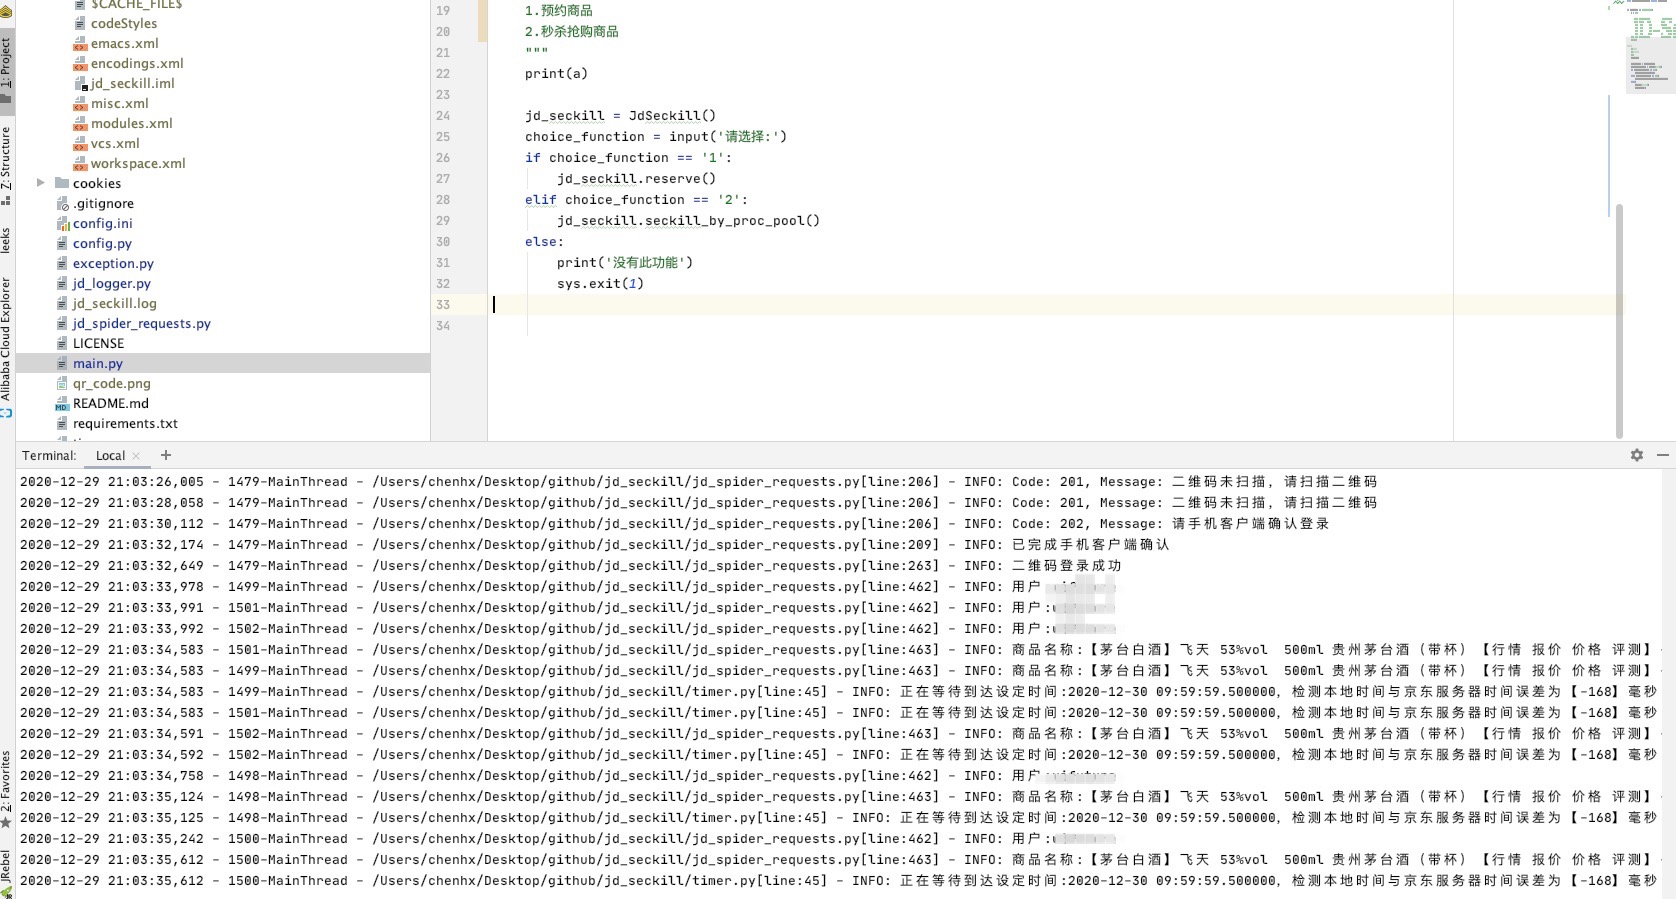 $CACHE_FILE$
codeStyles
emacs.xml
encodings.xml
jd_seckill.iml
misc.xml
modules.xml
vcs.xml
workspace.xml
cookies
.gitignore
config.ini
config.py
exception.py
jd_logger.py
jd_seckill.log
jd_spider_requests.py
LICENSE
main.py
qr_code.png
README.md
requirements.txt
1: Project
7: Structure
leeks
Alibaba Cloud Explorer
2: Favorites
JRebel
19 1.预约商品
20 2.秒杀抢购商品
21 """
22 print(a)
23
24 jd_seckill = JdSeckill()
25 choice_function = input('请选择:')
26 if choice_function == '1':
27 jd_seckill.reserve()
28 elif choice_function == '2':
29 jd_seckill.seckill_by_proc_pool()
30 else:
31 print('没有此功能')
32 sys.exit(1)
33
34
Terminal: Local × +
2020-12-29 21:03:26,005 - 1479-MainThread - /Users/chenhx/Desktop/github/jd_seckill/jd_spider_requests.py[line:206] - INFO: Code: 201, Message: 二维码未扫描，请扫描二维码
2020-12-29 21:03:28,058 - 1479-MainThread - /Users/chenhx/Desktop/github/jd_seckill/jd_spider_requests.py[line:206] - INFO: Code: 201, Message: 二维码未扫描，请扫描二维码
2020-12-29 21:03:30,112 - 1479-MainThread - /Users/chenhx/Desktop/github/jd_seckill/jd_spider_requests.py[line:206] - INFO: Code: 202, Message: 请手机客户端确认登录
2020-12-29 21:03:32,174 - 1479-MainThread - /Users/chenhx/Desktop/github/jd_seckill/jd_spider_requests.py[line:209] - INFO: 已完成手机客户端确认
2020-12-29 21:03:32,649 - 1479-MainThread - /Users/chenhx/Desktop/github/jd_seckill/jd_spider_requests.py[line:263] - INFO: 二维码登录成功
2020-12-29 21:03:33,978 - 1499-MainThread - /Users/chenhx/Desktop/github/jd_seckill/jd_spider_requests.py[line:462] - INFO: 用户
2020-12-29 21:03:33,991 - 1501-MainThread - /Users/chenhx/Desktop/github/jd_seckill/jd_spider_requests.py[line:462] - INFO: 用户:
2020-12-29 21:03:33,992 - 1502-MainThread - /Users/chenhx/Desktop/github/jd_seckill/jd_spider_requests.py[line:462] - INFO: 用户:
2020-12-29 21:03:34,583 - 1501-MainThread - /Users/chenhx/Desktop/github/jd_seckill/jd_spider_requests.py[line:463] - INFO: 商品名称:【茅台白酒】飞天 53%vol 500ml 贵州茅台酒（带杯）【行情 报价 价格 评测】
2020-12-29 21:03:34,583 - 1499-MainThread - /Users/chenhx/Desktop/github/jd_seckill/jd_spider_requests.py[line:463] - INFO: 商品名称:【茅台白酒】飞天 53%vol 500ml 贵州茅台酒（带杯）【行情 报价 价格 评测】
2020-12-29 21:03:34,583 - 1499-MainThread - /Users/chenhx/Desktop/github/jd_seckill/timer.py[line:45] - INFO: 正在等待到达设定时间:2020-12-30 09:59:59.500000，检测本地时间与京东服务器时间误差为【-168】毫秒
2020-12-29 21:03:34,583 - 1501-MainThread - /Users/chenhx/Desktop/github/jd_seckill/timer.py[line:45] - INFO: 正在等待到达设定时间:2020-12-30 09:59:59.500000，检测本地时间与京东服务器时间误差为【-168】毫秒
2020-12-29 21:03:34,591 - 1502-MainThread - /Users/chenhx/Desktop/github/jd_seckill/jd_spider_requests.py[line:463] - INFO: 商品名称:【茅台白酒】飞天 53%vol 500ml 贵州茅台酒（带杯）【行情 报价 价格 评测】
2020-12-29 21:03:34,592 - 1502-MainThread - /Users/chenhx/Desktop/github/jd_seckill/timer.py[line:45] - INFO: 正在等待到达设定时间:2020-12-30 09:59:59.500000，检测本地时间与京东服务器时间误差为【-168】毫秒
2020-12-29 21:03:34,758 - 1498-MainThread - /Users/chenhx/Desktop/github/jd_seckill/jd_spider_requests.py[line:462] - INFO: 用户
2020-12-29 21:03:35,124 - 1498-MainThread - /Users/chenhx/Desktop/github/jd_seckill/jd_spider_requests.py[line:463] - INFO: 商品名称:【茅台白酒】飞天 53%vol 500ml 贵州茅台酒（带杯）【行情 报价 价格 评测】
2020-12-29 21:03:35,125 - 1498-MainThread - /Users/chenhx/Desktop/github/jd_seckill/timer.py[line:45] - INFO: 正在等待到达设定时间:2020-12-30 09:59:59.500000，检测本地时间与京东服务器时间误差为【-168】毫秒
2020-12-29 21:03:35,242 - 1500-MainThread - /Users/chenhx/Desktop/github/jd_seckill/jd_spider_requests.py[line:462] - INFO: 用户:
2020-12-29 21:03:35,612 - 1500-MainThread - /Users/chenhx/Desktop/github/jd_seckill/jd_spider_requests.py[line:463] - INFO: 商品名称:【茅台白酒】飞天 53%vol 500ml 贵州茅台酒（带杯）【行情 报价 价格 评测】
2020-12-29 21:03:35,612 - 1500-MainThread - /Users/chenhx/Desktop/github/jd_seckill/timer.py[line:45] - INFO: 正在等待到达设定时间:2020-12-30 09:59:59.500000，检测本地时间与京东服务器时间误差为【-168】毫秒